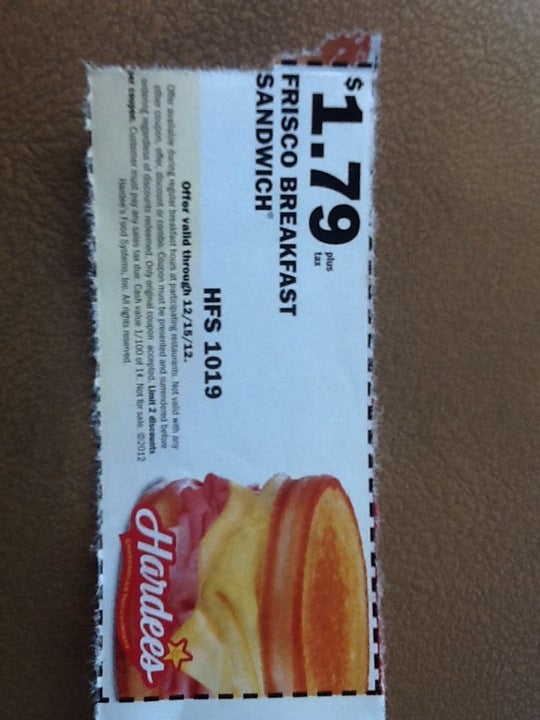 $1.79 plus tax
FRISCO BREAKFAST
SANDWICH®
HFS 1019
Offer valid through 12/15/12.
Offer available during regular breakfast hours at participating restaurants. Not valid with any
other coupon, offer, discount or combo. Coupon must be presented and surrendered before
ordering regardless of discounts redeemed. Only original coupon accepted. Limit 2 discounts
per coupon. Customer must pay any sales tax due. Cash value 1/100 of 1¢. Not for sale. ©2012
Hardee's Food Systems, Inc. All rights reserved.
Hardee's